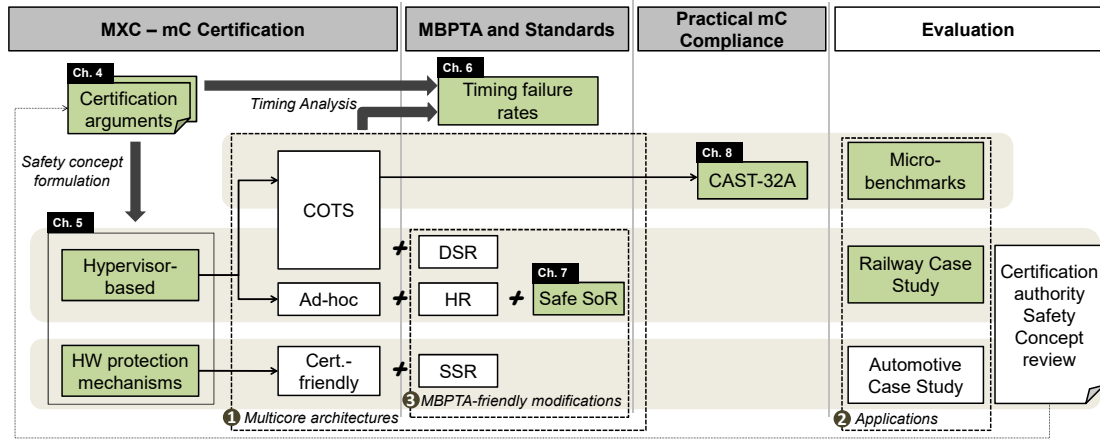 MXC – mC Certification
MBPTA and Standards
Practical mC
Compliance
Evaluation
Ch. 4
Certification
arguments
Timing Analysis
Ch. 6
Timing failure
rates
Safety concept
formulation
Ch. 5
Hypervisor-
based
HW protection
mechanisms
COTS
Ad-hoc
Cert.-
friendly
+
DSR
+
HR
+
Ch. 7
Safe SoR
+
SSR
Ch. 8
CAST-32A
Micro-
benchmarks
Railway Case
Study
Automotive
Case Study
Certification
authority
Safety
Concept
review
1 Multicore architectures
3 MBPTA-friendly modifications
2 Applications